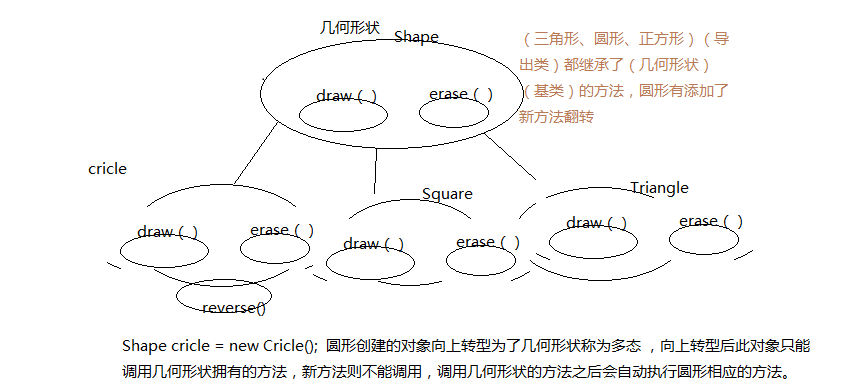 几何形状
Shape
（三角形、圆形、正方形）（导
出类）都继承了（几何形状）
（基类）的方法，圆形有添加了
新方法翻转
draw（ ）
erase（ ）
cricle
Square
Triangle
draw（ ）
erase（ ）
draw（ ）
erase（ ）
draw（ ）
erase（ ）
reverse()
Shape cricle = new Cricle(); 圆形创建的对象向上转型为了几何形状称为多态 ，向上转型后此对象只能
调用几何形状拥有的方法，新方法则不能调用，调用几何形状的方法之后会自动执行圆形相应的方法。